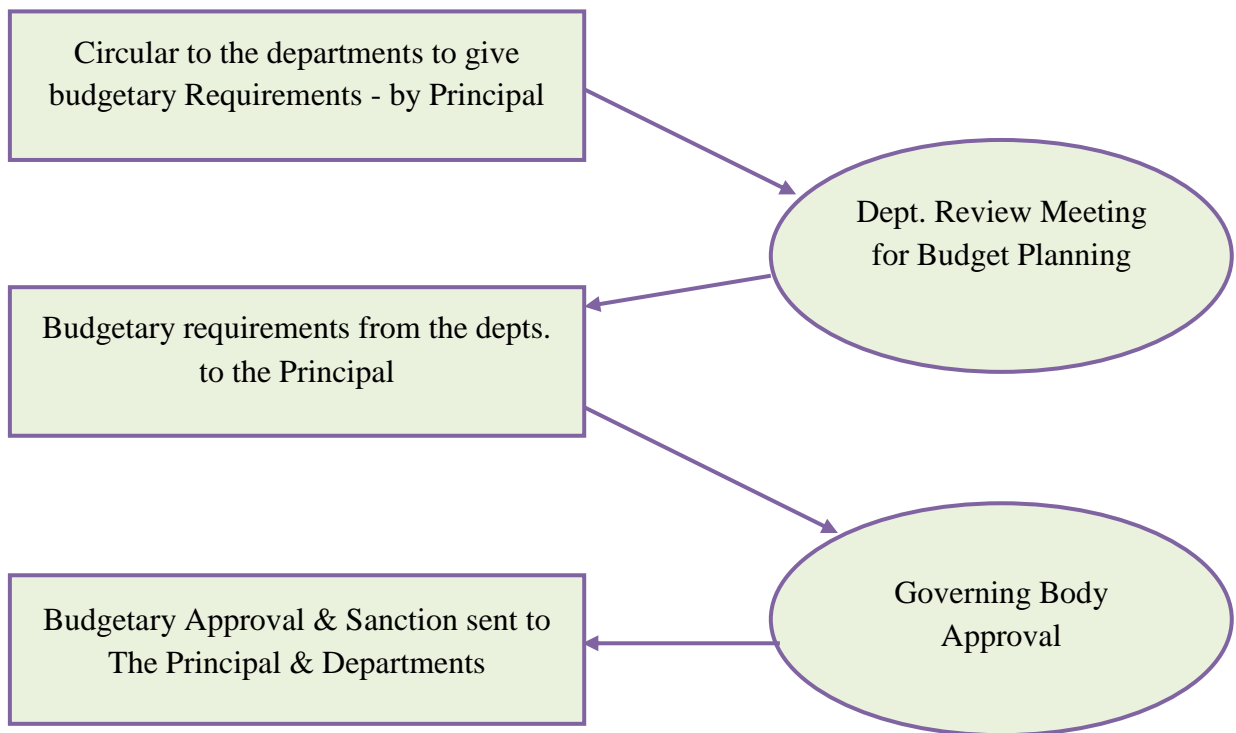 Circular to the departments to give
budgetary Requirements - by Principal
Dept. Review Meeting
for Budget Planning
Budgetary requirements from the depts.
to the Principal
Governing Body
Approval
Budgetary Approval & Sanction sent to
The Principal & Departments